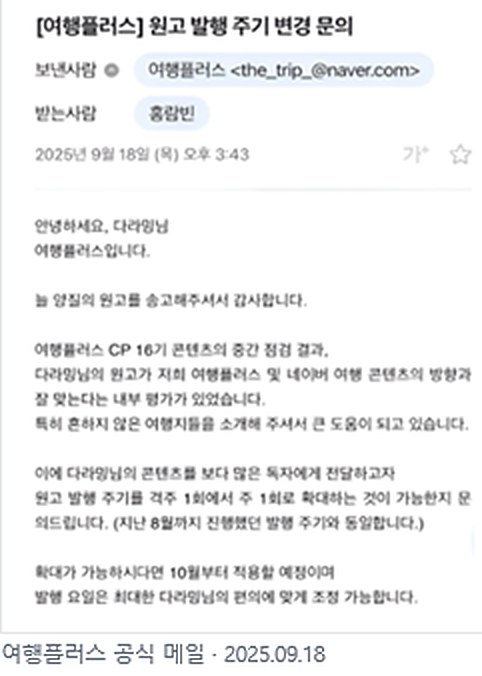 [여행플러스] 원고 발행 주기 변경 문의
보낸사람 여행플러스 <the_trip_@naver.com>
받는사람 홍람빈
2025년 9월 18일 (목) 오후 3:43 가+
안녕하세요, 다라밍님
여행플러스입니다.
늘 양질의 원고를 송고해주셔서 감사합니다.
여행플러스 CP 16기 콘텐츠의 중간 점검 결과,
다라밍님의 원고가 저희 여행플러스 및 네이버 여행 콘텐츠의 방향과
잘 맞는다는 내부 평가가 있었습니다.
특히 흔하지 않은 여행지들을 소개해 주셔서 큰 도움이 되고 있습니다.
이에 다라밍님의 콘텐츠를 보다 많은 독자에게 전달하고자
원고 발행 주기를 격주 1회에서 주 1회로 확대하는 것이 가능한지 문
의드립니다. (지난 8월까지 진행했던 발행 주기와 동일합니다.)
확대가 가능하시다면 10월부터 적용할 예정이며
발행 요일은 최대한 다라밍님의 편의에 맞게 조정 가능합니다.
여행플러스 공식 메일 · 2025.09.18